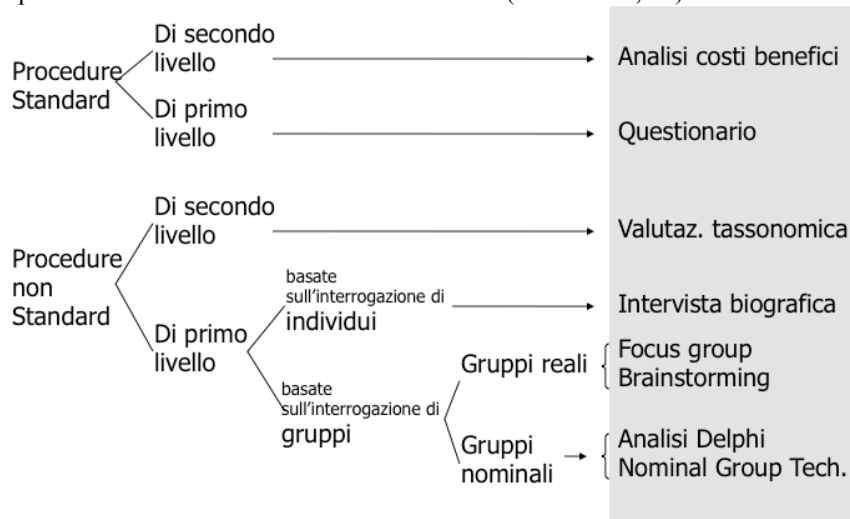 Di secondo
livello
Analisi costi benefici
Procedure
Standard
Di primo
livello
Questionario
Di secondo
livello
Valutaz. tassonomica
Procedure
non
Standard
basate
sull'interrogazione di
individui
Intervista biografica
Di primo
livello
Gruppi reali
Focus group
Brainstorming
basate
sull'interrogazione di
gruppi
Gruppi
nominali
Analisi Delphi
Nominal Group Tech.